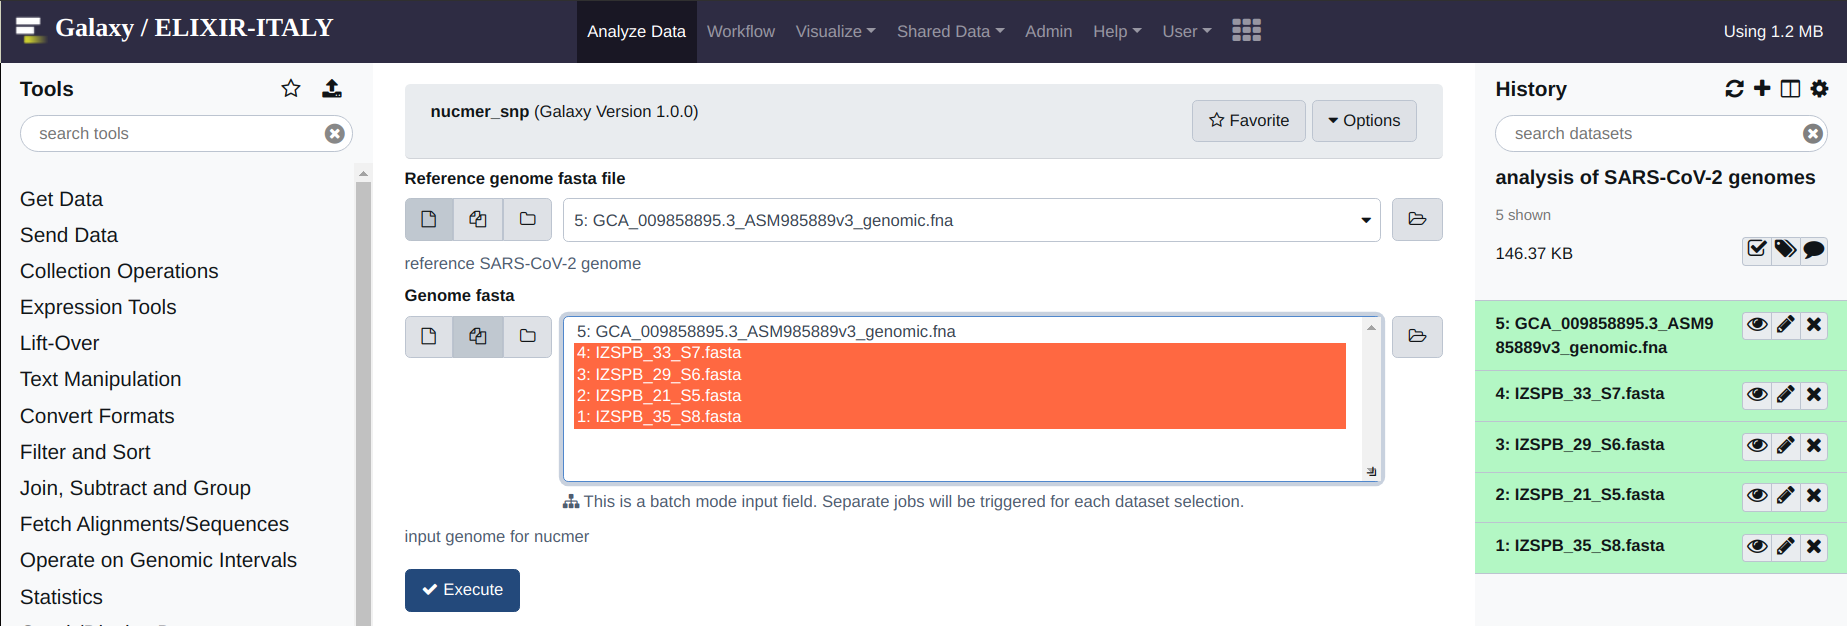 Galaxy / ELIXIR-ITALY
Analyze Data
Workflow
Visualize
Shared Data
Admin
Help
User
Using 1.2 MB
Tools
search tools
Get Data
Send Data
Collection Operations
Expression Tools
Lift-Over
Text Manipulation
Convert Formats
Filter and Sort
Join, Subtract and Group
Fetch Alignments/Sequences
Operate on Genomic Intervals
Statistics
nucmer_snp (Galaxy Version 1.0.0)
Favorite
Options
Reference genome fasta file
5: GCA_009858895.3_ASM985889v3_genomic.fna
reference SARS-CoV-2 genome
Genome fasta
5: GCA_009858895.3_ASM985889v3_genomic.fna
4: IZSPB_33_S7.fasta
3: IZSPB_29_S6.fasta
2: IZSPB_21_S5.fasta
1: IZSPB_35_S8.fasta
This is a batch mode input field. Separate jobs will be triggered for each dataset selection.
input genome for nucmer
Execute
History
search datasets
analysis of SARS-CoV-2 genomes
5 shown
146.37 KB
5: GCA_009858895.3_ASM9
85889v3_genomic.fna
4: IZSPB_33_S7.fasta
3: IZSPB_29_S6.fasta
2: IZSPB_21_S5.fasta
1: IZSPB_35_S8.fasta